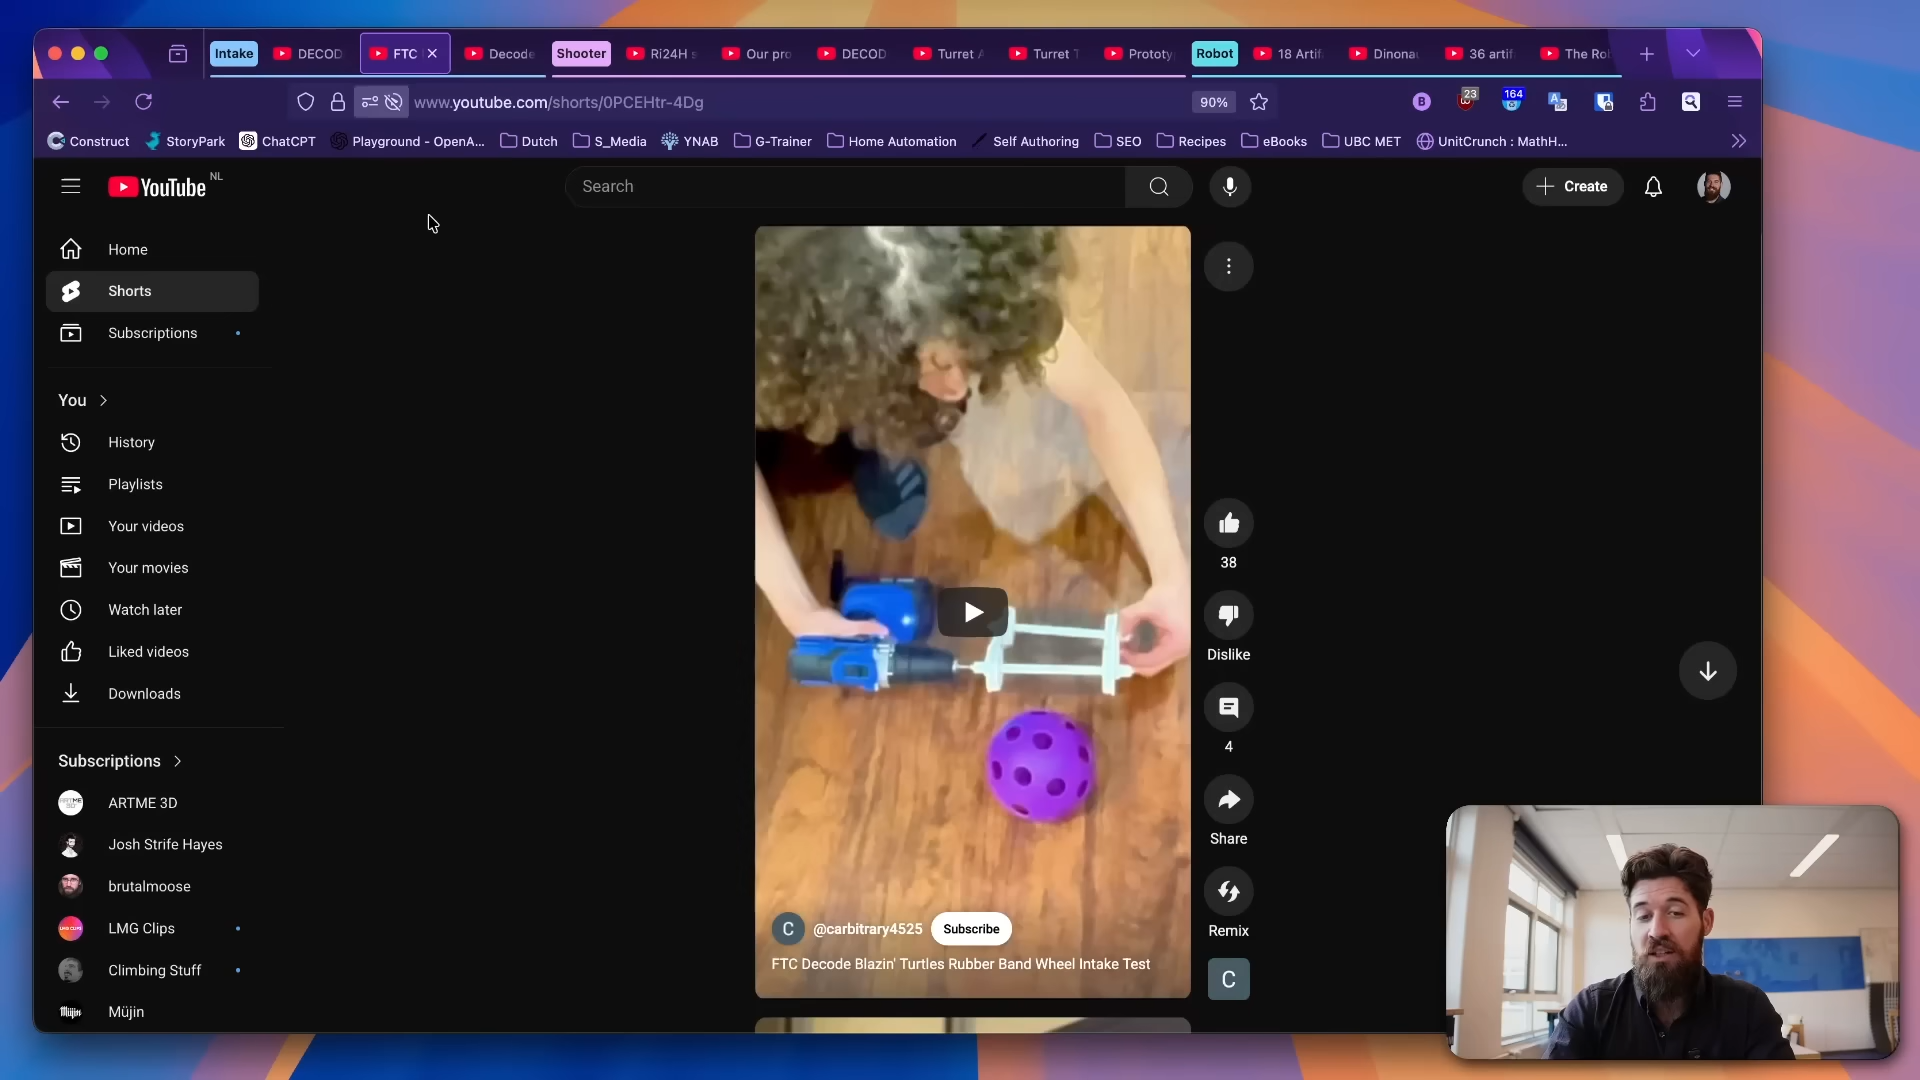 Intake
DECOD
FTC
Decode
Shooter
Ri24H s
Our pro
DECOD
Turret A
Turret T
Prototy
Robot
18 Artif
Dinona
36 artif
The Ro
www.youtube.com/shorts/0PCEHtr-4Dg
90%
B
23
164
Construct
StoryPark
ChatGPT
Playground - OpenA...
Dutch
S_Media
YNAB
G-Trainer
Home Automation
Self Authoring
SEO
Recipes
eBooks
UBC MET
UnitCrunch : MathH...
YouTube NL
Search
Create
Home
Shorts
Subscriptions
You
History
Playlists
Your videos
Your movies
Watch later
Liked videos
Downloads
Subscriptions
ARTME 3D
Josh Strife Hayes
brutalmoose
LMG Clips
Climbing Stuff
Müjin
38
Dislike
4
Share
Remix
C
C
@carbitrary4525
Subscribe
FTC Decode Blazin' Turtles Rubber Band Wheel Intake Test